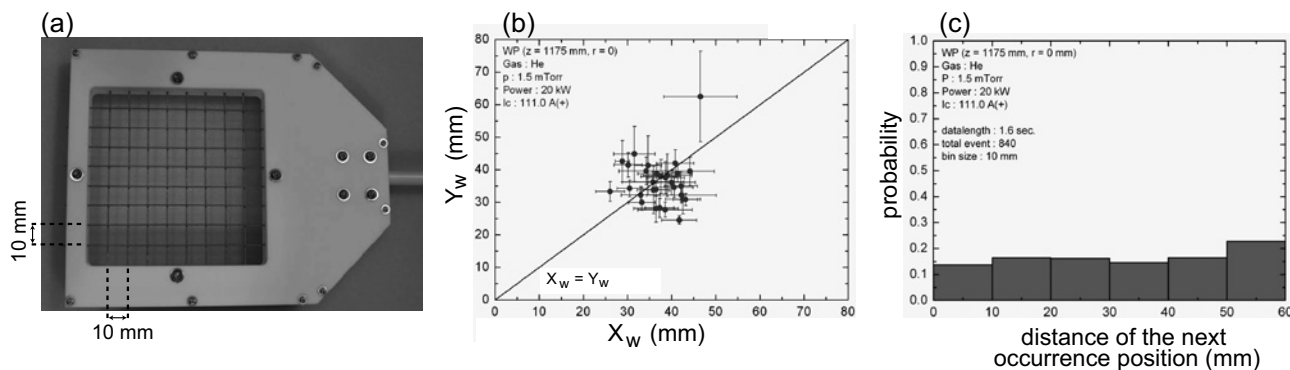 (a)
10 mm
10 mm
(b)
80
70
60
50
40
30
20
10
0
Y_w (mm)
WP (z = 1175 mm, r = 0)
Gas : He
p : 1.5 mTorr
Power : 20 kW
Ic : 111.0 A(+)
X_w = Y_w
0 10 20 30 40 50 60 70 80
X_w (mm)
(c)
1.0
0.9
0.8
0.7
0.6
0.5
0.4
0.3
0.2
0.1
0.0
probability
WP (z = 1175 mm, r = 0 mm)
Gas : He
P : 1.5 mTorr
Power : 20 kW
Ic : 111.0 A(+)
datalength : 1.6 sec.
total event : 840
bin size : 10 mm
0 10 20 30 40 50 60
distance of the next
occurrence position (mm)